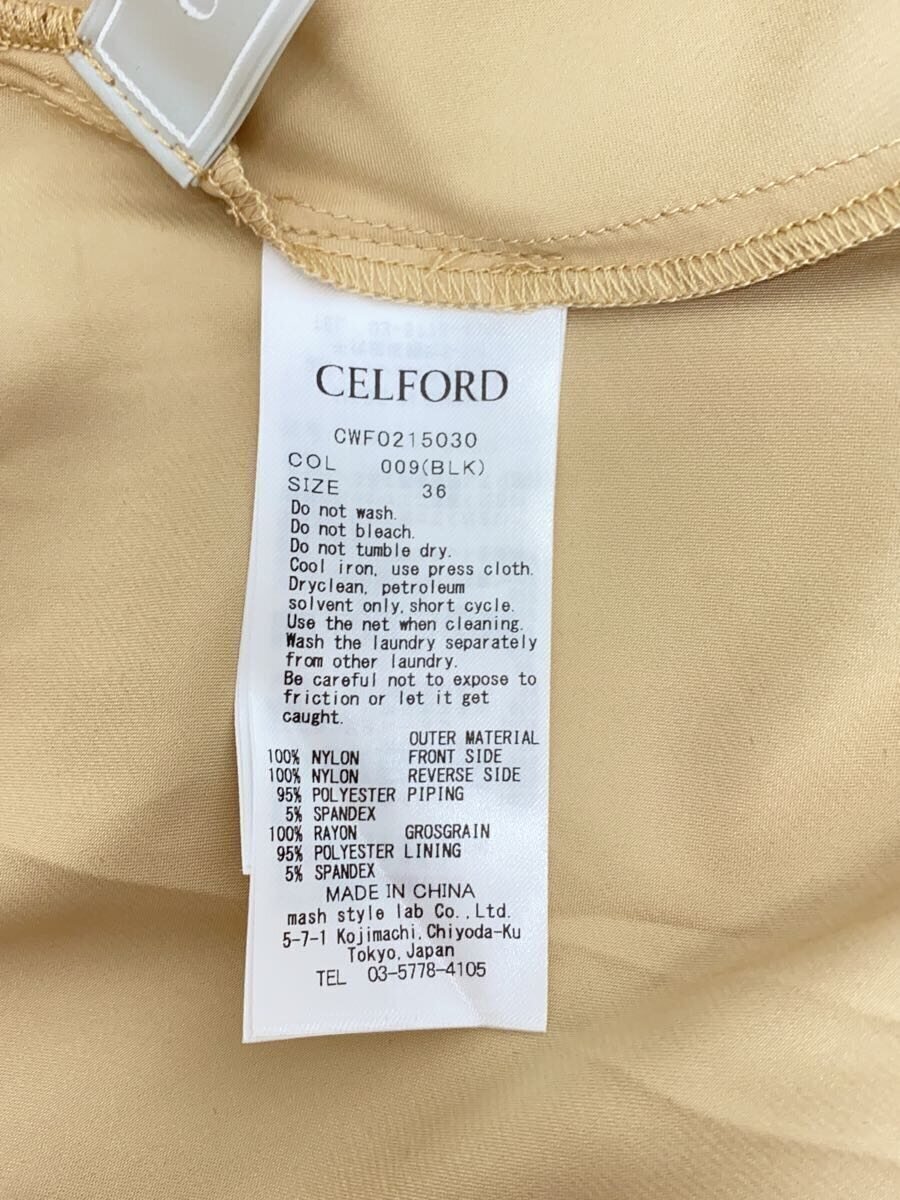 CELFORD
CWF0215030
COL 009(BLK)
SIZE 36
Do not wash.
Do not bleach.
Do not tumble dry.
Cool iron, use press cloth.
Dryclean, petroleum
solvent only, short cycle.
Use the net when cleaning.
Wash the laundry separately
from other laundry.
Be careful not to expose to
friction or let it get
caught.
OUTER MATERIAL
100% NYLON FRONT SIDE
100% NYLON REVERSE SIDE
95% POLYESTER PIPING
5% SPANDEX
100% RAYON GROSGRAIN
95% POLYESTER LINING
5% SPANDEX
MADE IN CHINA
mash style lab Co.,Ltd.
5-7-1 Kojimachi, Chiyoda-Ku
Tokyo, Japan
TEL 03-5778-4105